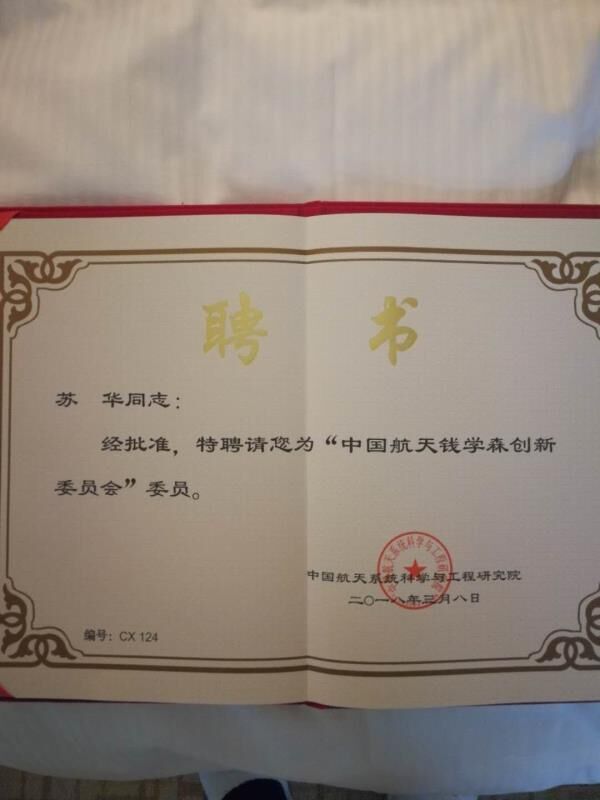 聘 书
苏 华同志：
经批准，特聘请您为“中国航天钱学森创新
委员会”委员。
中国航天系统科学与工程研究院
二〇一八年三月八日
编号：CX 124